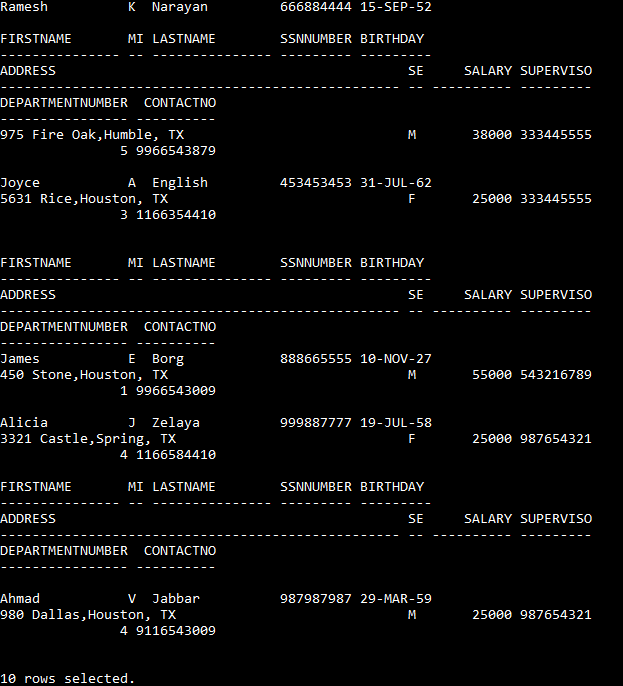 Ramesh          K  Narayan         666884444 15-SEP-52
FIRSTNAME       MI LASTNAME        SSNNUMBER BIRTHDAY
--------------- -- --------------- --------- ---------
ADDRESS                                            SE     SALARY SUPERVISO
-------------------------------------------------- -- ---------- ---------
DEPARTMENTNUMBER  CONTACTNO
---------------- ----------
975 Fire Oak,Humble, TX                            M       38000 333445555
               5 9966543879
Joyce           A  English         453453453 31-JUL-62
5631 Rice,Houston, TX                              F       25000 333445555
               3 1166354410
FIRSTNAME       MI LASTNAME        SSNNUMBER BIRTHDAY
--------------- -- --------------- --------- ---------
ADDRESS                                            SE     SALARY SUPERVISO
-------------------------------------------------- -- ---------- ---------
DEPARTMENTNUMBER  CONTACTNO
---------------- ----------
James           E  Borg            888665555 10-NOV-27
450 Stone,Houston, TX                              M       55000 543216789
               1 9966543009
Alicia          J  Zelaya          999887777 19-JUL-58
3321 Castle,Spring, TX                             F       25000 987654321
               4 1166584410
FIRSTNAME       MI LASTNAME        SSNNUMBER BIRTHDAY
--------------- -- --------------- --------- ---------
ADDRESS                                            SE     SALARY SUPERVISO
-------------------------------------------------- -- ---------- ---------
DEPARTMENTNUMBER  CONTACTNO
---------------- ----------
Ahmad           V  Jabbar          987987987 29-MAR-59
980 Dallas,Houston, TX                             M       25000 987654321
               4 9116543009
10 rows selected.